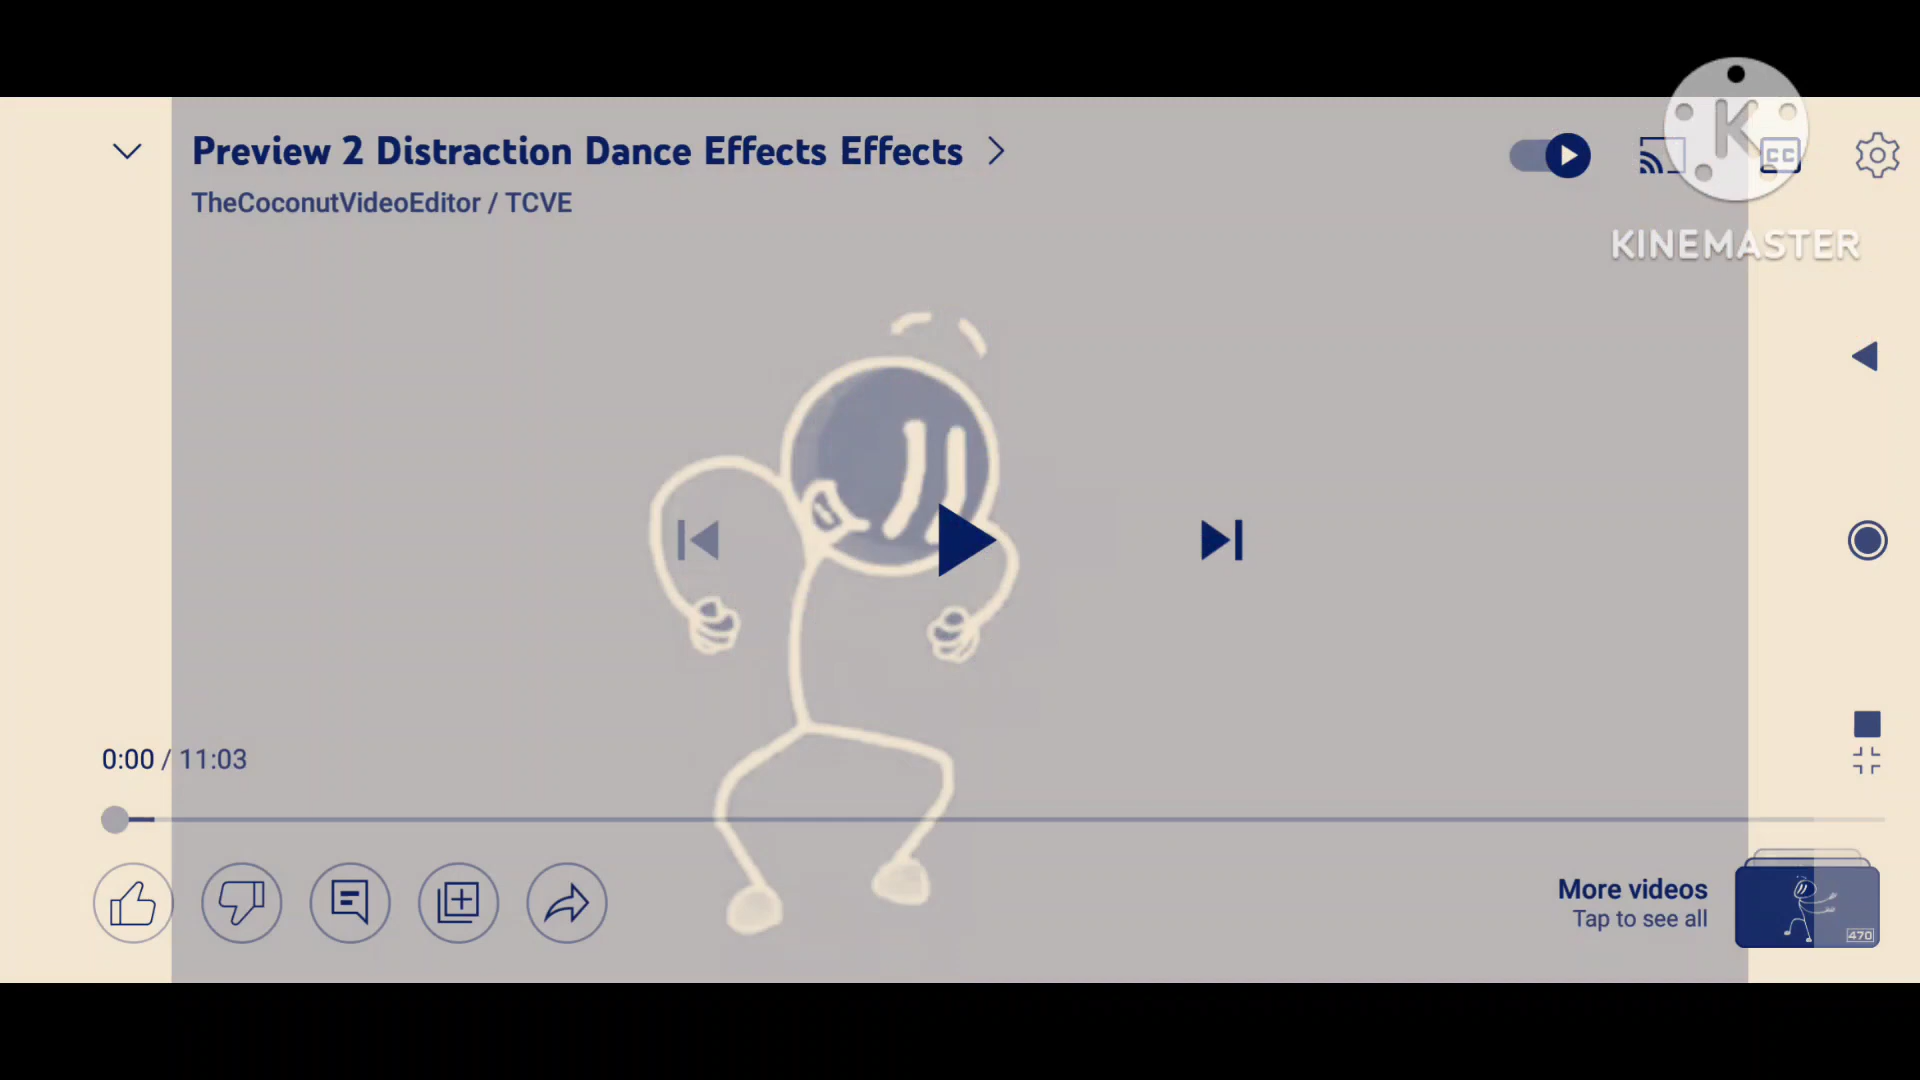 Preview 2 Distraction Dance Effects Effects
TheCoconutVideoEditor / TCVE
K
CC
KINEMASTER
0:00 / 11:03
More videos
Tap to see all
470